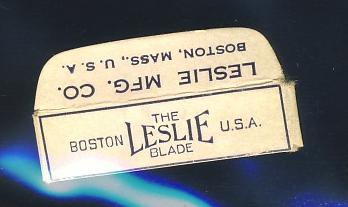 BOSTON, MASS., U.S.A.
LESLIE MFG. CO.
THE
BOSTON LESLIE U.S.A.
BLADE